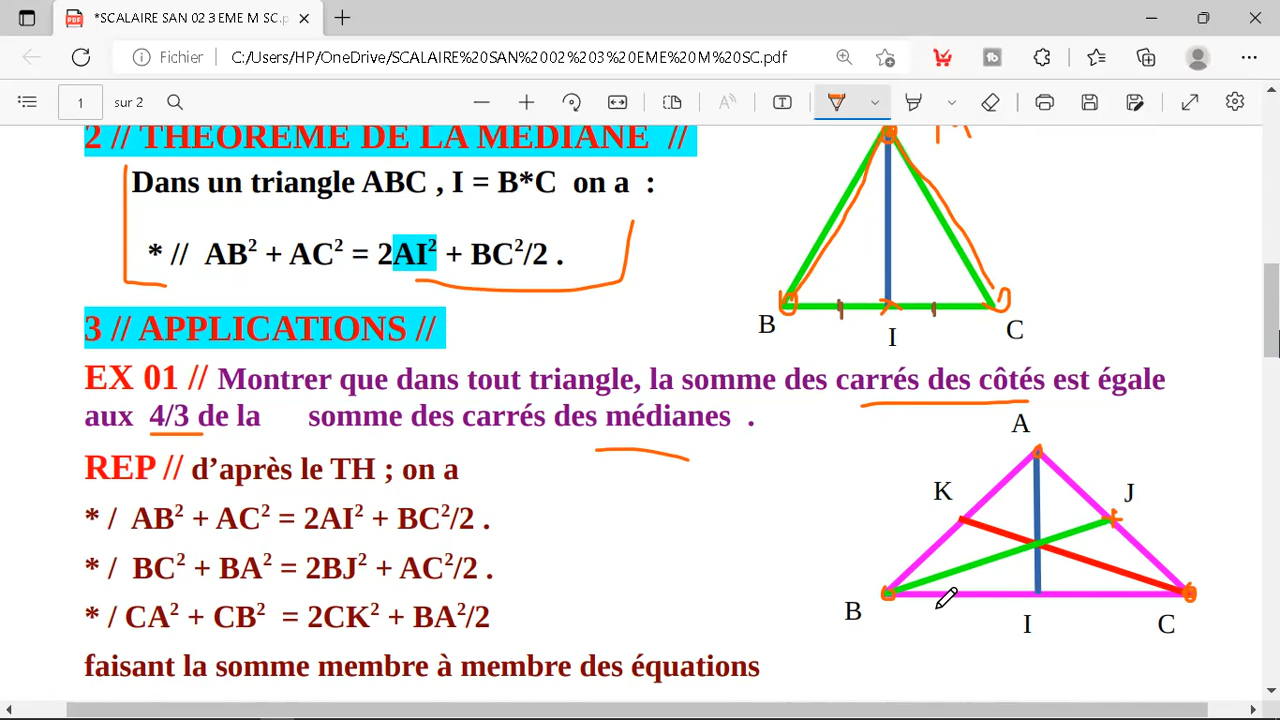 *SCALAIRE SAN 02 3 EME M SC.p
Fichier
C:/Users/HP/OneDrive/SCALAIRE%20SAN%2002%203%20EME%20M%20SC.pdf
1 sur 2
2 // THEOREME DE LA MEDIANE //
Dans un triangle ABC , I = B*C on a :
* // AB² + AC² = 2AI² + BC²/2 .
B
I
C
3 // APPLICATIONS //
EX 01 // Montrer que dans tout triangle, la somme des carrés des côtés est égale
aux 4/3 de la somme des carrés des médianes .
REP // d’après le TH ; on a
* / AB² + AC² = 2AI² + BC²/2 .
* / BC² + BA² = 2BJ² + AC²/2 .
* / CA² + CB² = 2CK² + BA²/2
faisant la somme membre à membre des équations
A
K
J
B
I
C